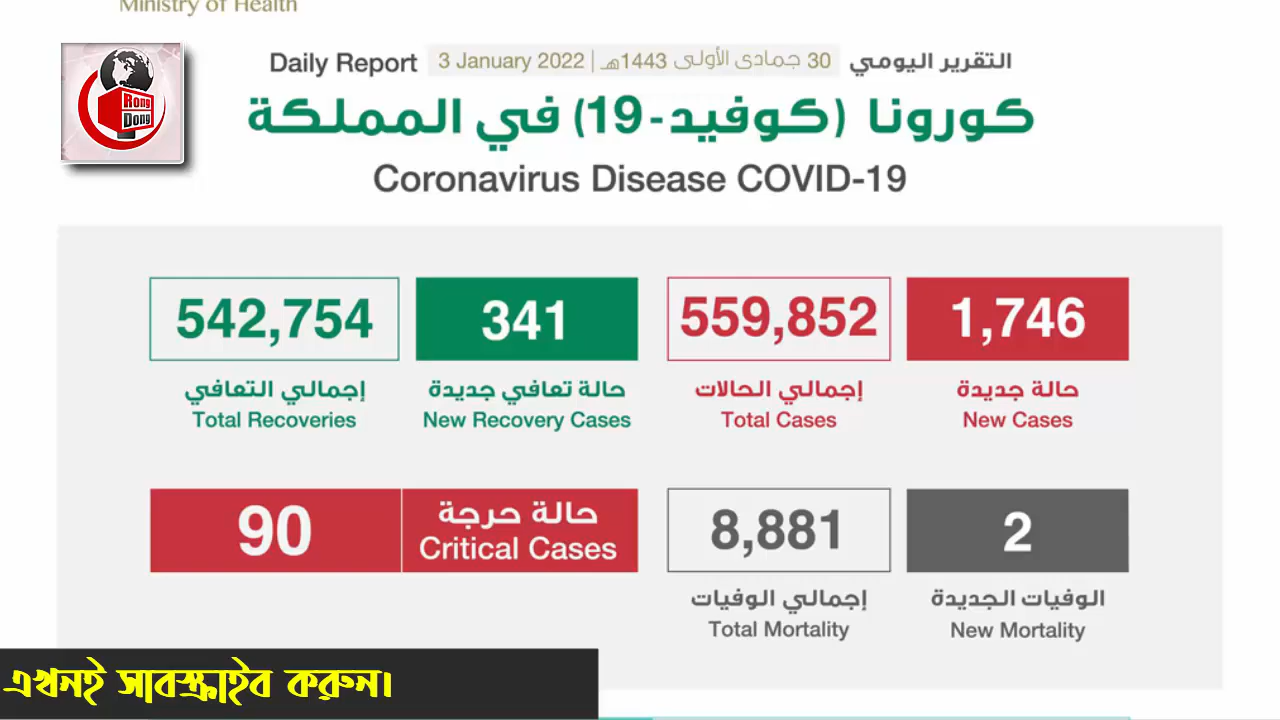 Ministry of Health
Rong
Dong
Daily Report 3 January 2022 | 30 جمادى الأولى 1443هـ التقرير اليومي
كورونا (كوفيد-19) في المملكة
Coronavirus Disease COVID-19
542,754 341 559,852 1,746
إجمالي التعافي حالة تعافي جديدة إجمالي الحالات حالة جديدة
Total Recoveries New Recovery Cases Total Cases New Cases
90 حالة حرجة 8,881 2
Critical Cases
إجمالي الوفيات الوفيات الجديدة
Total Mortality New Mortality
এখনই সাবস্ক্রাইব করুন।